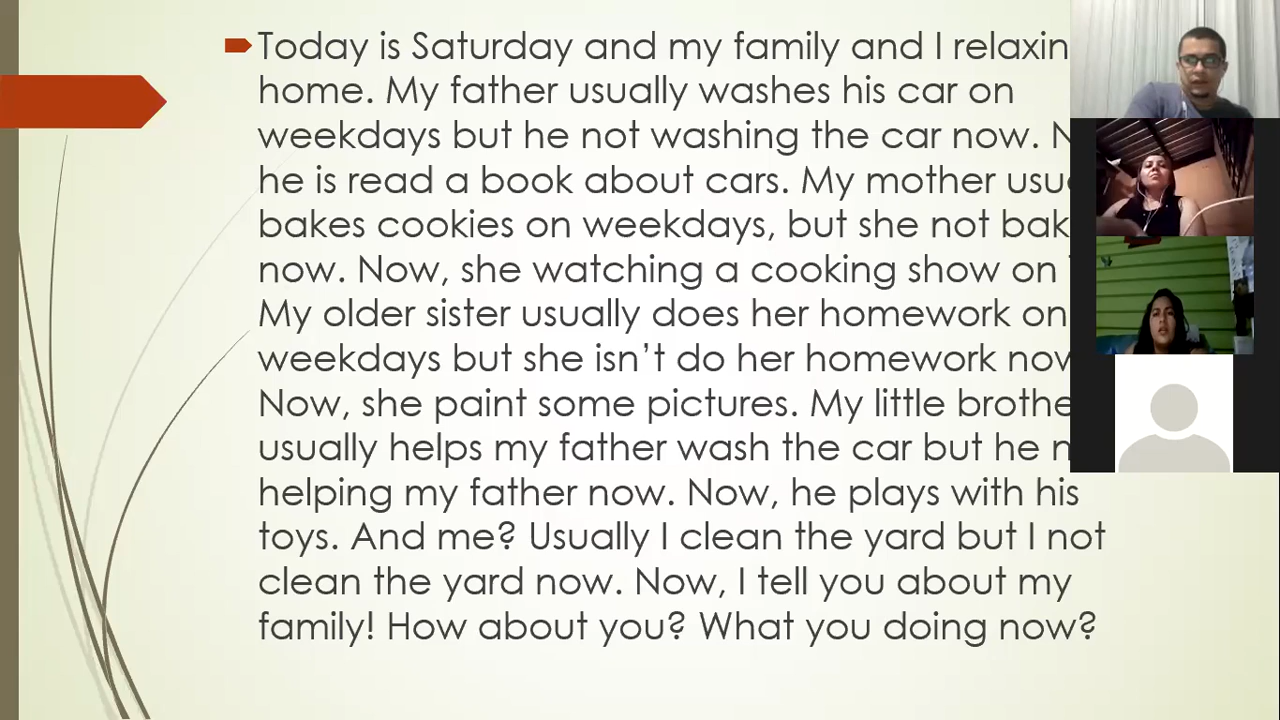 Today is Saturday and my family and I
home. My father usually washes his car on
weekdays but he not washing the car now.
he is read a book about cars. My mother
bakes cookies on weekdays, but she not
now. Now, she watching a cooking show on
My older sister usually does her homework on
weekdays but she isn't do her homework
Now, she paint some pictures. My little
usually helps my father wash the car but he
helping my father now. Now, he plays with his
toys. And me? Usually I clean the yard but I not
clean the yard now. Now, I tell you about my
family! How about you? What you doing now?